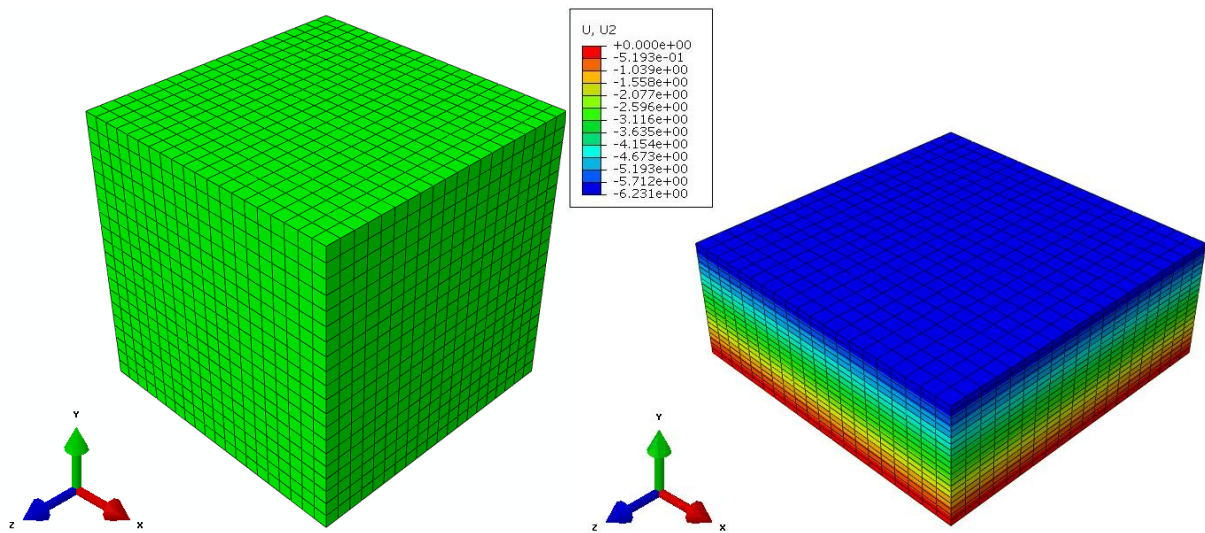 U, U2
+0.000e+00
-5.193e-01
-1.039e+00
-1.558e+00
-2.077e+00
-2.596e+00
-3.116e+00
-3.635e+00
-4.154e+00
-4.673e+00
-5.193e+00
-5.712e+00
-6.231e+00
Y
Z
X
Y
Z
X